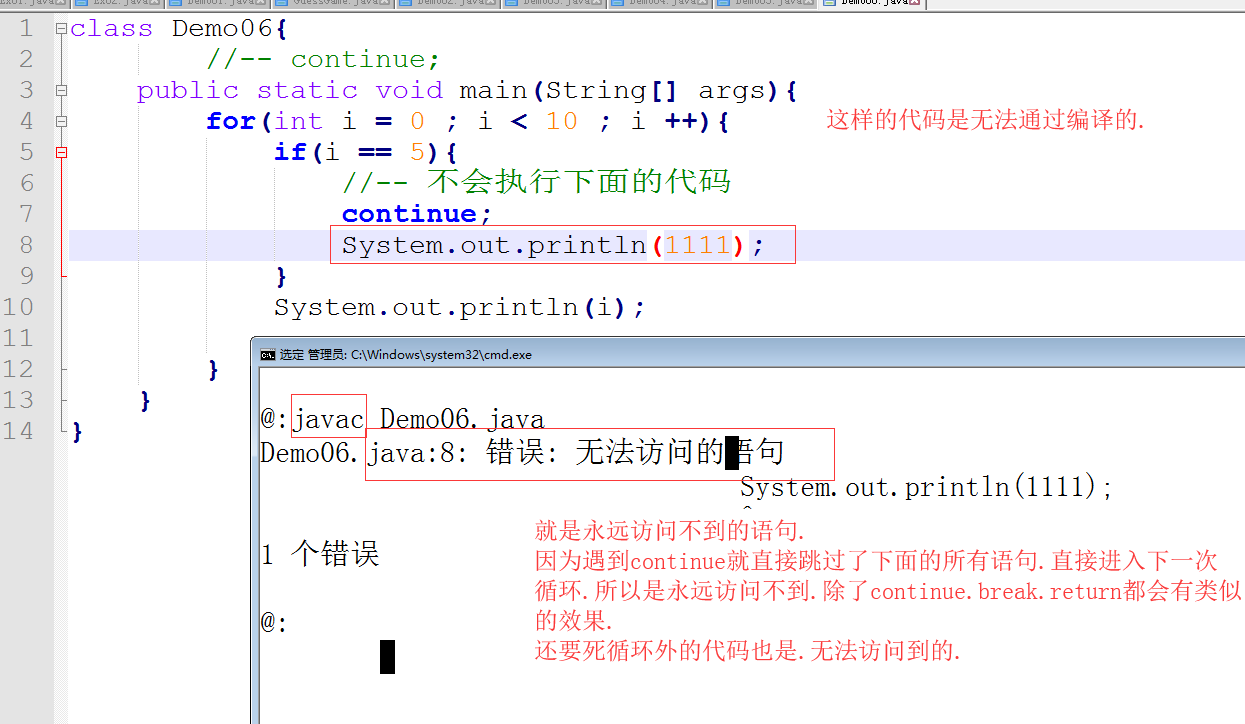 Ex01.java Ex02.java Demo01.java GuessGame.java Demo02.java Demo03.java Demo04.java Demo05.java Demo06.java
1 class Demo06{
2 //-- continue;
3 public static void main(String[] args){
4 for(int i = 0 ; i < 10 ; i ++){ 这样的代码是无法通过编译的.
5 if(i == 5){
6 //-- 不会执行下面的代码
7 continue;
8 System.out.println(1111);
9 }
10 System.out.println(i);
11
12 }
13 }
14 }
选定 管理员: C:\Windows\system32\cmd.exe
@:javac Demo06.java
Demo06.java:8: 错误: 无法访问的语句
System.out.println(1111);
^
1 个错误
@:
就是永远访问不到的语句.
因为遇到continue就直接跳过了下面的所有语句.直接进入下一次
循环.所以是永远访问不到.除了continue.break.return都会有类似
的效果.
还要死循环外的代码也是.无法访问到的.